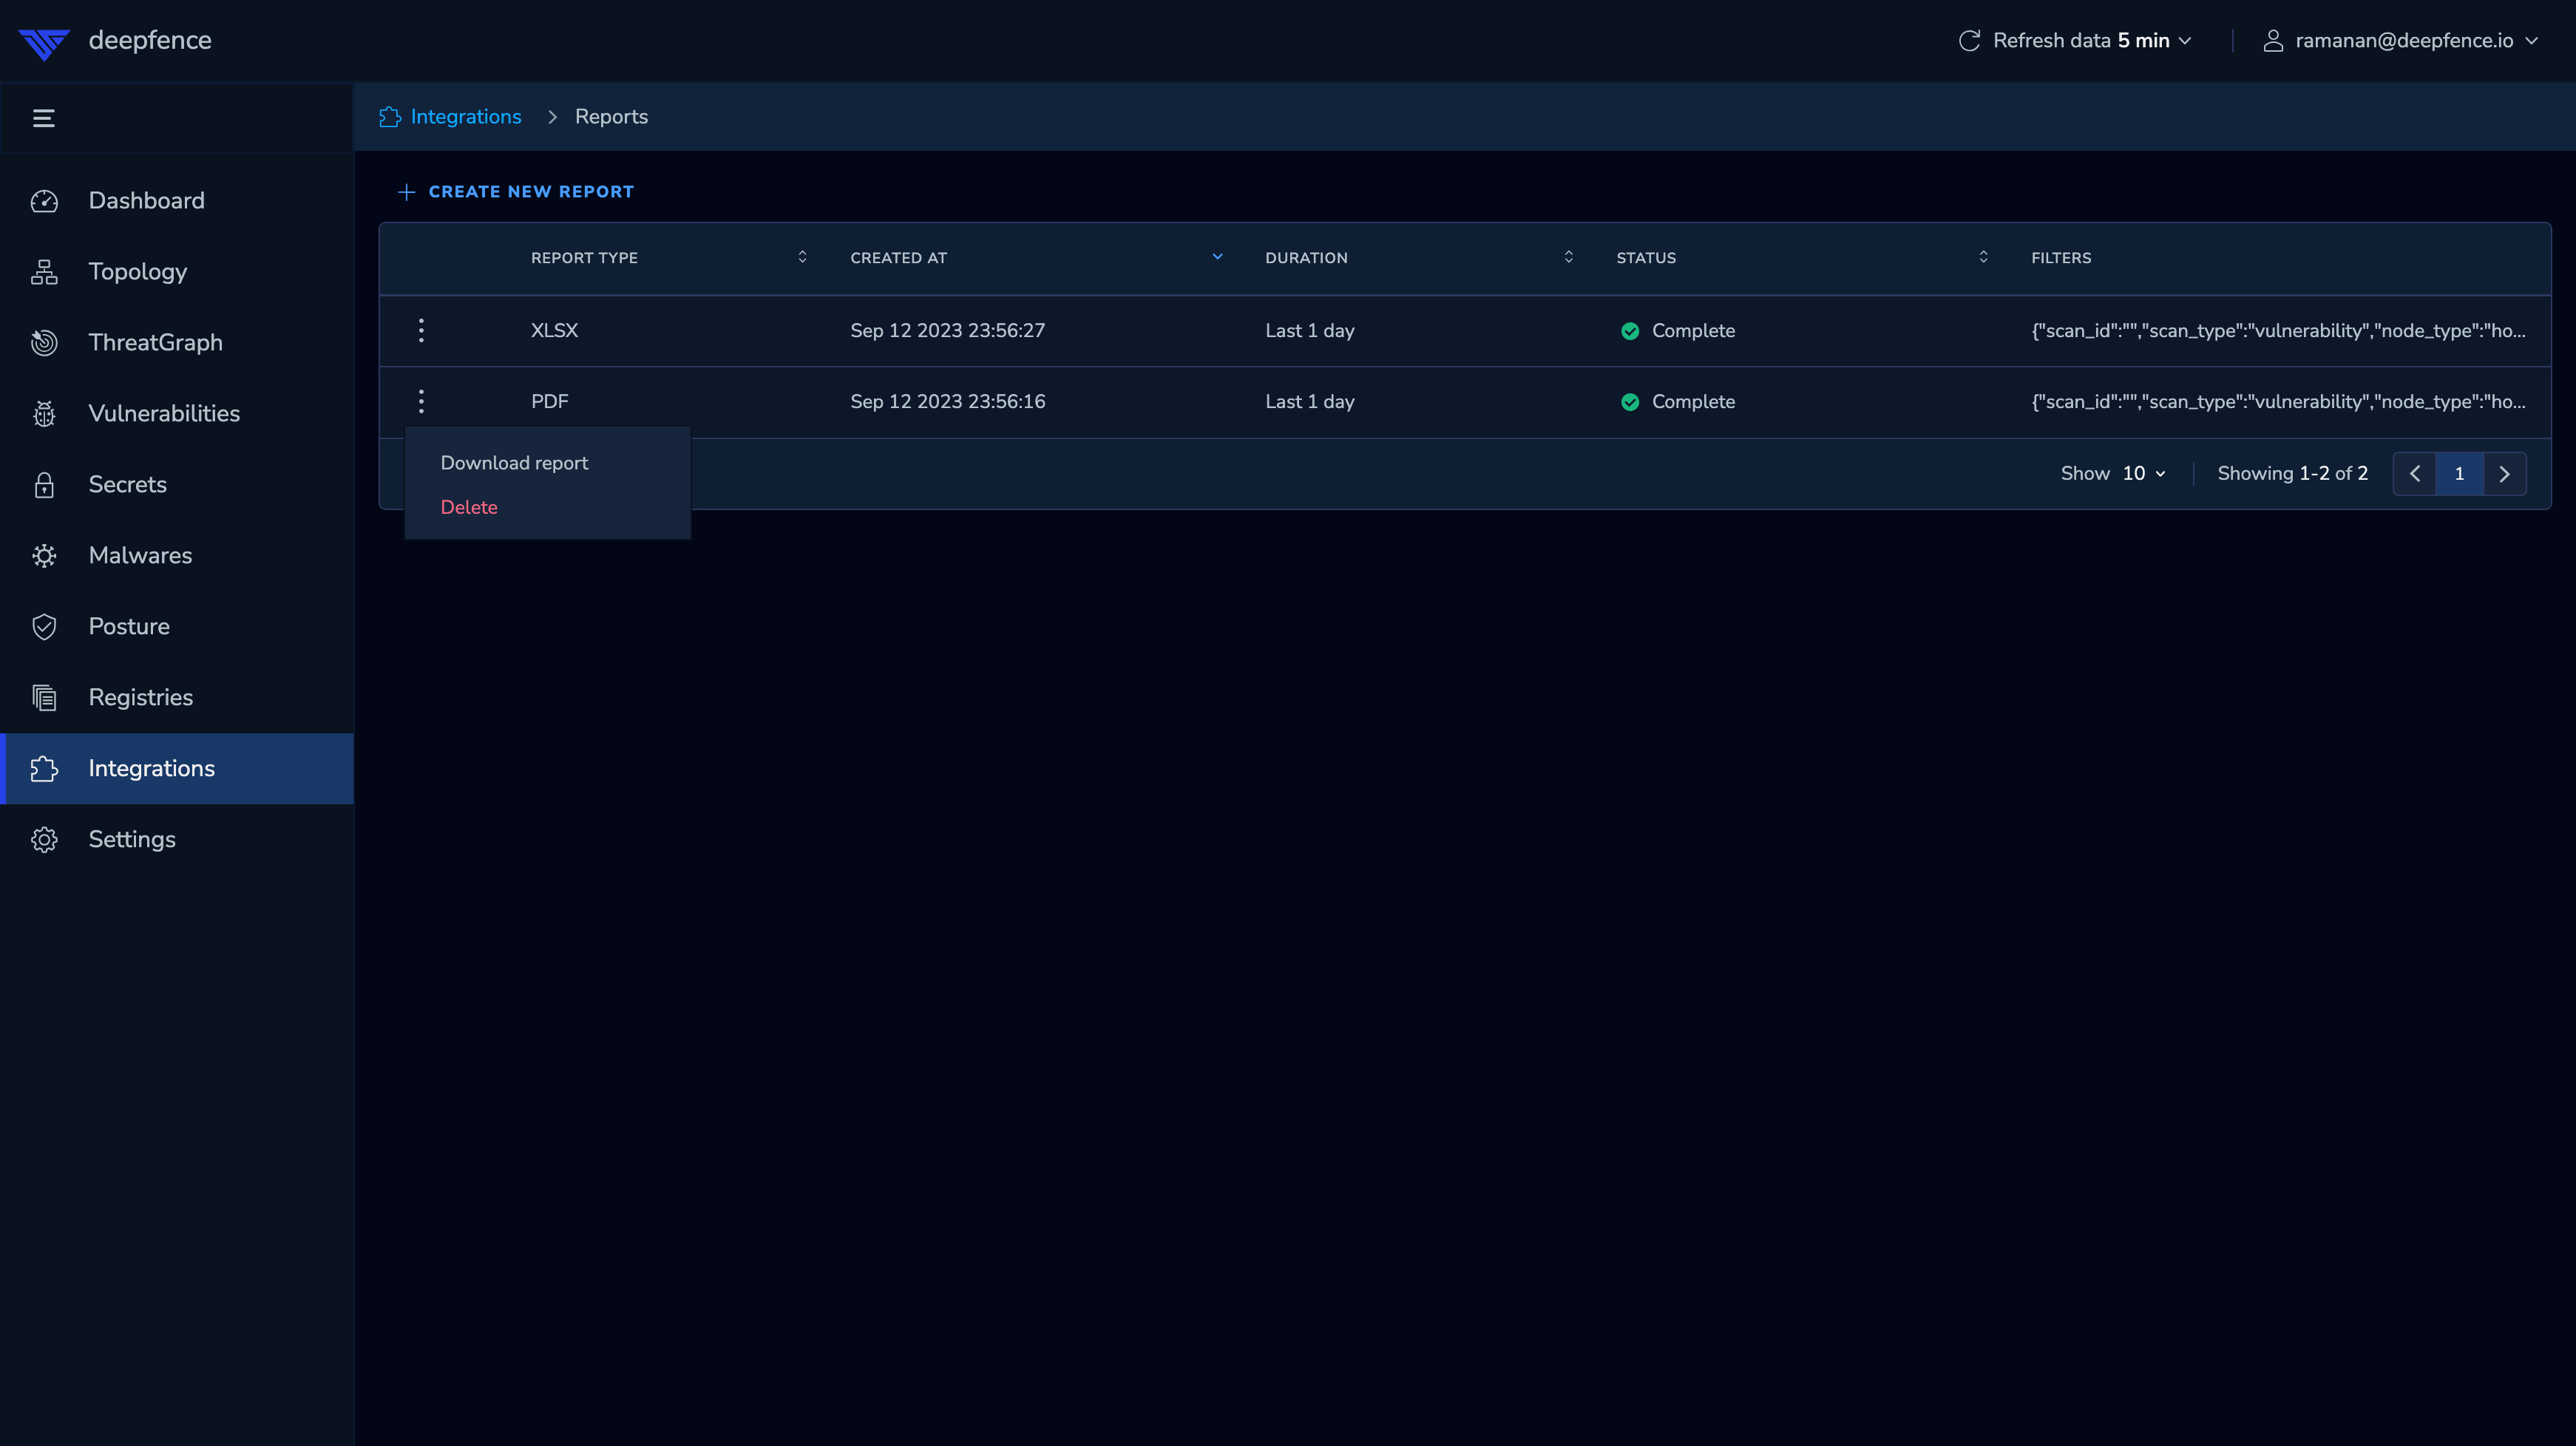 deepfence
Refresh data 5 min
ramanan@deepfence.io
Integrations
Reports
Dashboard
Topology
ThreatGraph
Vulnerabilities
Secrets
Malwares
Posture
Registries
Integrations
Settings
CREATE NEW REPORT
REPORT TYPE CREATED AT DURATION STATUS FILTERS
XLSX Sep 12 2023 23:56:27 Last 1 day Complete {"scan_id":"","scan_type":"vulnerability","node_type":"ho...
PDF Sep 12 2023 23:56:16 Last 1 day Complete {"scan_id":"","scan_type":"vulnerability","node_type":"ho...
Download report
Delete
Show 10 Showing 1-2 of 2 1